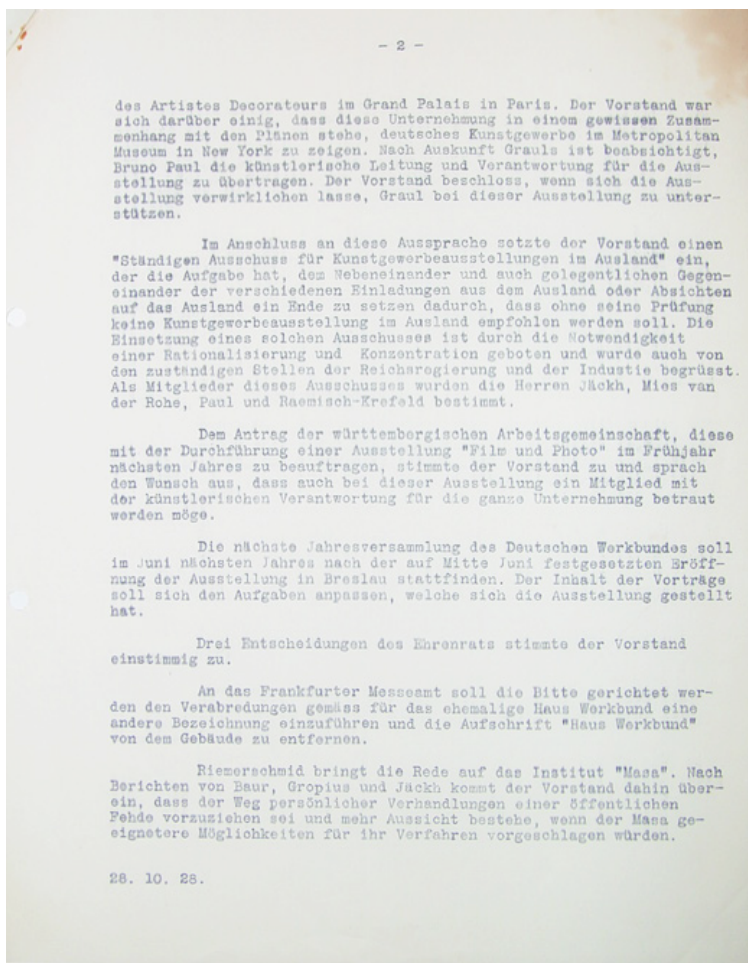 - 2 -
des Artistes Decorateurs im Grand Palais in Paris. Der Vorstand war
sich darüber einig, dass diese Unternehmung in einem gewissen Zusam-
menhang mit den Plänen stehe, deutsches Kunstgewerbe im Metropolitan
Museum in New York zu zeigen. Nach Auskunft Grauls ist beabsichtigt,
Bruno Paul die künstlerische Leitung und Verantwortung für die Aus-
stellung zu übertragen. Der Vorstand beschloss, wenn sich die Aus-
stellung verwirklichen lasse, Graul bei dieser Ausstellung zu unter-
stützen.
Im Anschluss an diese Aussprache setzte der Vorstand einen
"Ständigen Ausschuss für Kunstgewerbeausstellungen im Ausland" ein,
der die Aufgabe hat, dem Nebeneinander und auch gelegentlichen Gegen-
einander der verschiedenen Einladungen aus dem Ausland oder Absichten
auf das Ausland ein Ende zu setzen dadurch, dass ohne seine Prüfung
keine Kunstgewerbeausstellung im Ausland empfohlen werden soll. Die
Einsetzung eines solchen Ausschusses ist durch die Notwendigkeit
einer Rationalisierung und Konzentration geboten und wurde auch von
den zuständigen Stellen der Reichsregierung und der Industie begrüsst.
Als Mitglieder dieses Ausschusses wurden die Herren Jäckh, Mies van
der Rohe, Paul und Raemisch-Krefeld bestimmt.
Dem Antrag der württembergischen Arbeitsgemeinschaft, diese
mit der Durchführung einer Ausstellung "Film und Photo" im Frühjahr
nächsten Jahres zu beauftragen, stimmte der Vorstand zu und sprach
den Wunsch aus, dass auch bei dieser Ausstellung ein Mitglied mit
der künstlerischen Verantwortung für die ganze Unternehmung betraut
werden möge.
Die nächste Jahresversammlung des Deutschen Werkbundes soll
im Juni nächsten Jahres nach der auf Mitte Juni festgesetzten Eröff-
nung der Ausstellung in Breslau stattfinden. Der Inhalt der Vorträge
soll sich den Aufgaben anpassen, welche sich die Ausstellung gestellt
hat.
Drei Entscheidungen des Ehrenrats stimmte der Vorstand
einstimmig zu.
An das Frankfurter Messeamt soll die Bitte gerichtet wer-
den den Verabredungen gemäss für das ehemalige Haus Werkbund eine
andere Bezeichnung einzuführen und die Aufschrift "Haus Werkbund"
von dem Gebäude zu entfernen.
Riemerschmid bringt die Rede auf das Institut "Masa". Nach
Berichten von Baur, Gropius und Jäckh kommt der Vorstand dahin über-
ein, dass der Weg persönlicher Verhandlungen einer öffentlichen
Fehde vorzuziehen sei und mehr Aussicht bestehe, wenn der Masa ge-
eignetere Möglichkeiten für ihr Verfahren vorgeschlagen würden.
28. 10. 28.